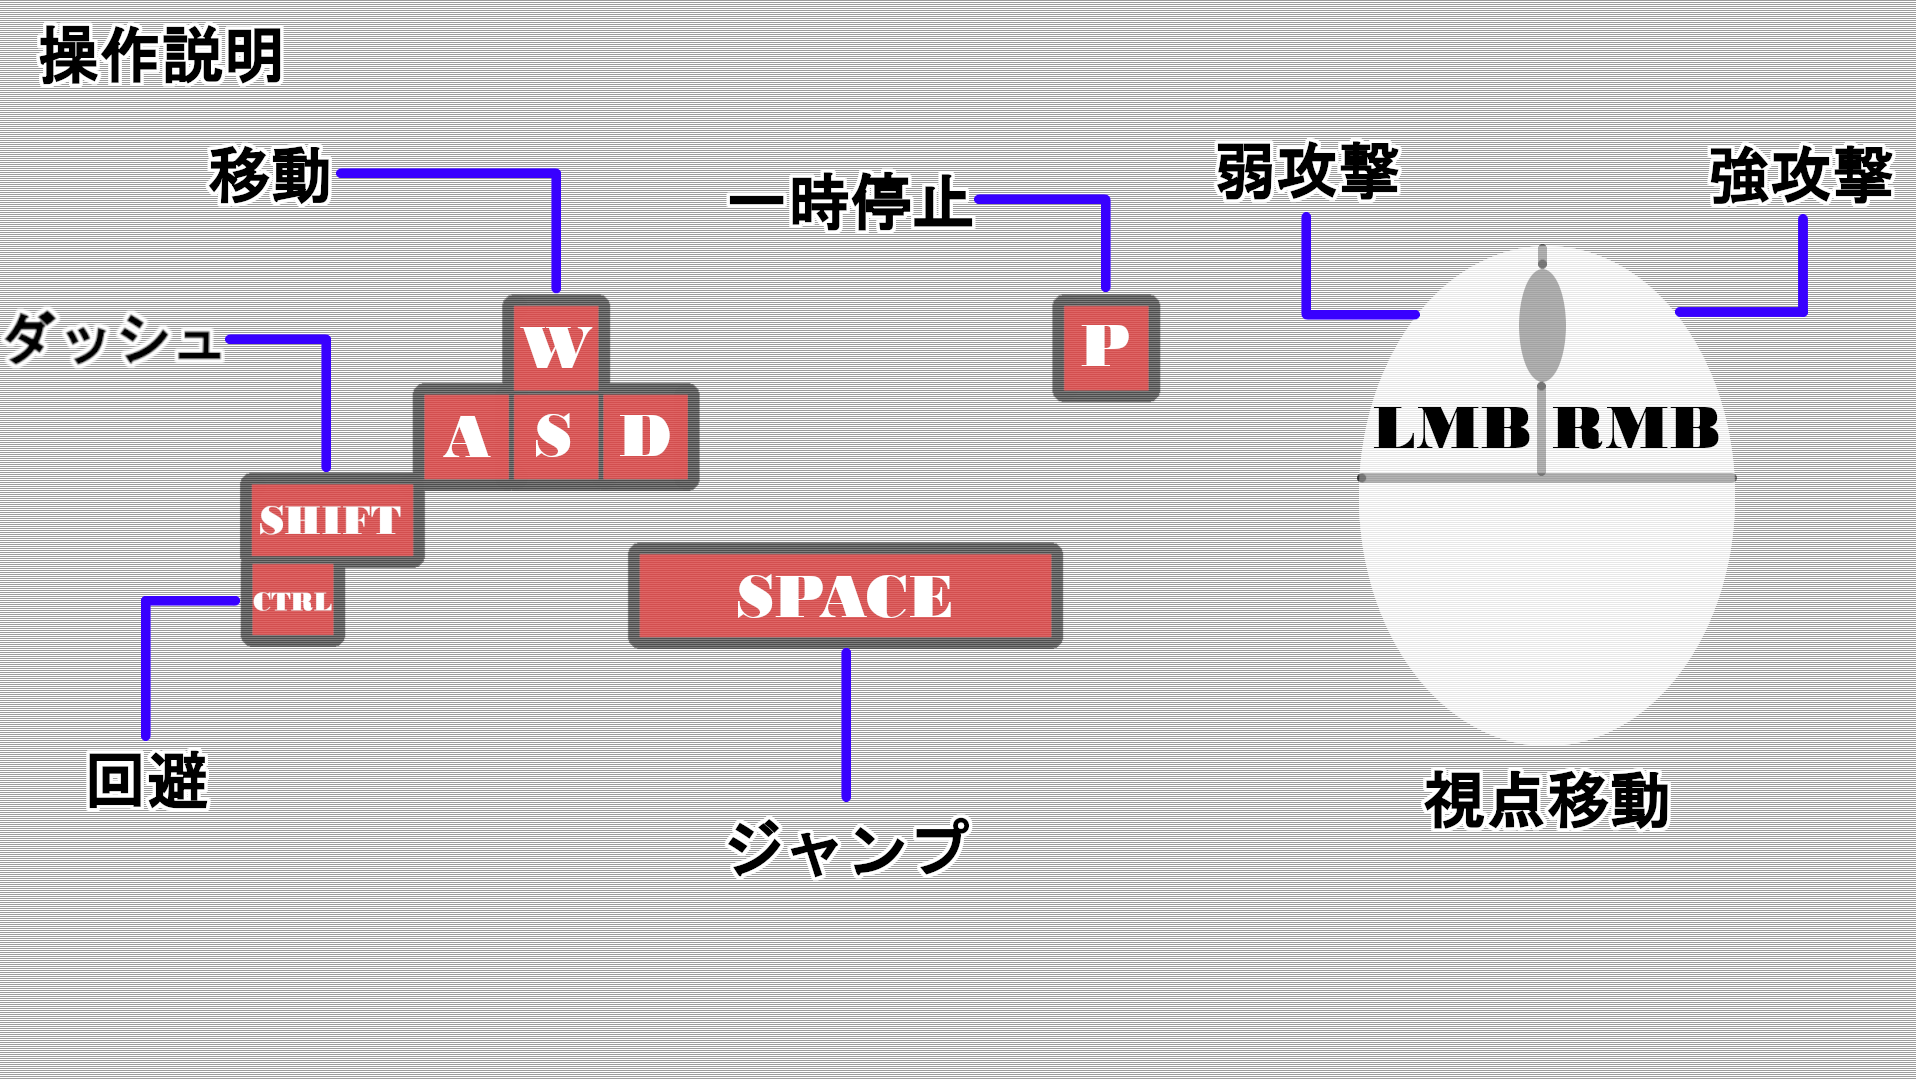 操作説明
移動
一時停止
弱攻撃
強攻撃
ダッシュ
W
P
A S D
LMB RMB
SHIFT
CTRL
SPACE
回避
ジャンプ
視点移動